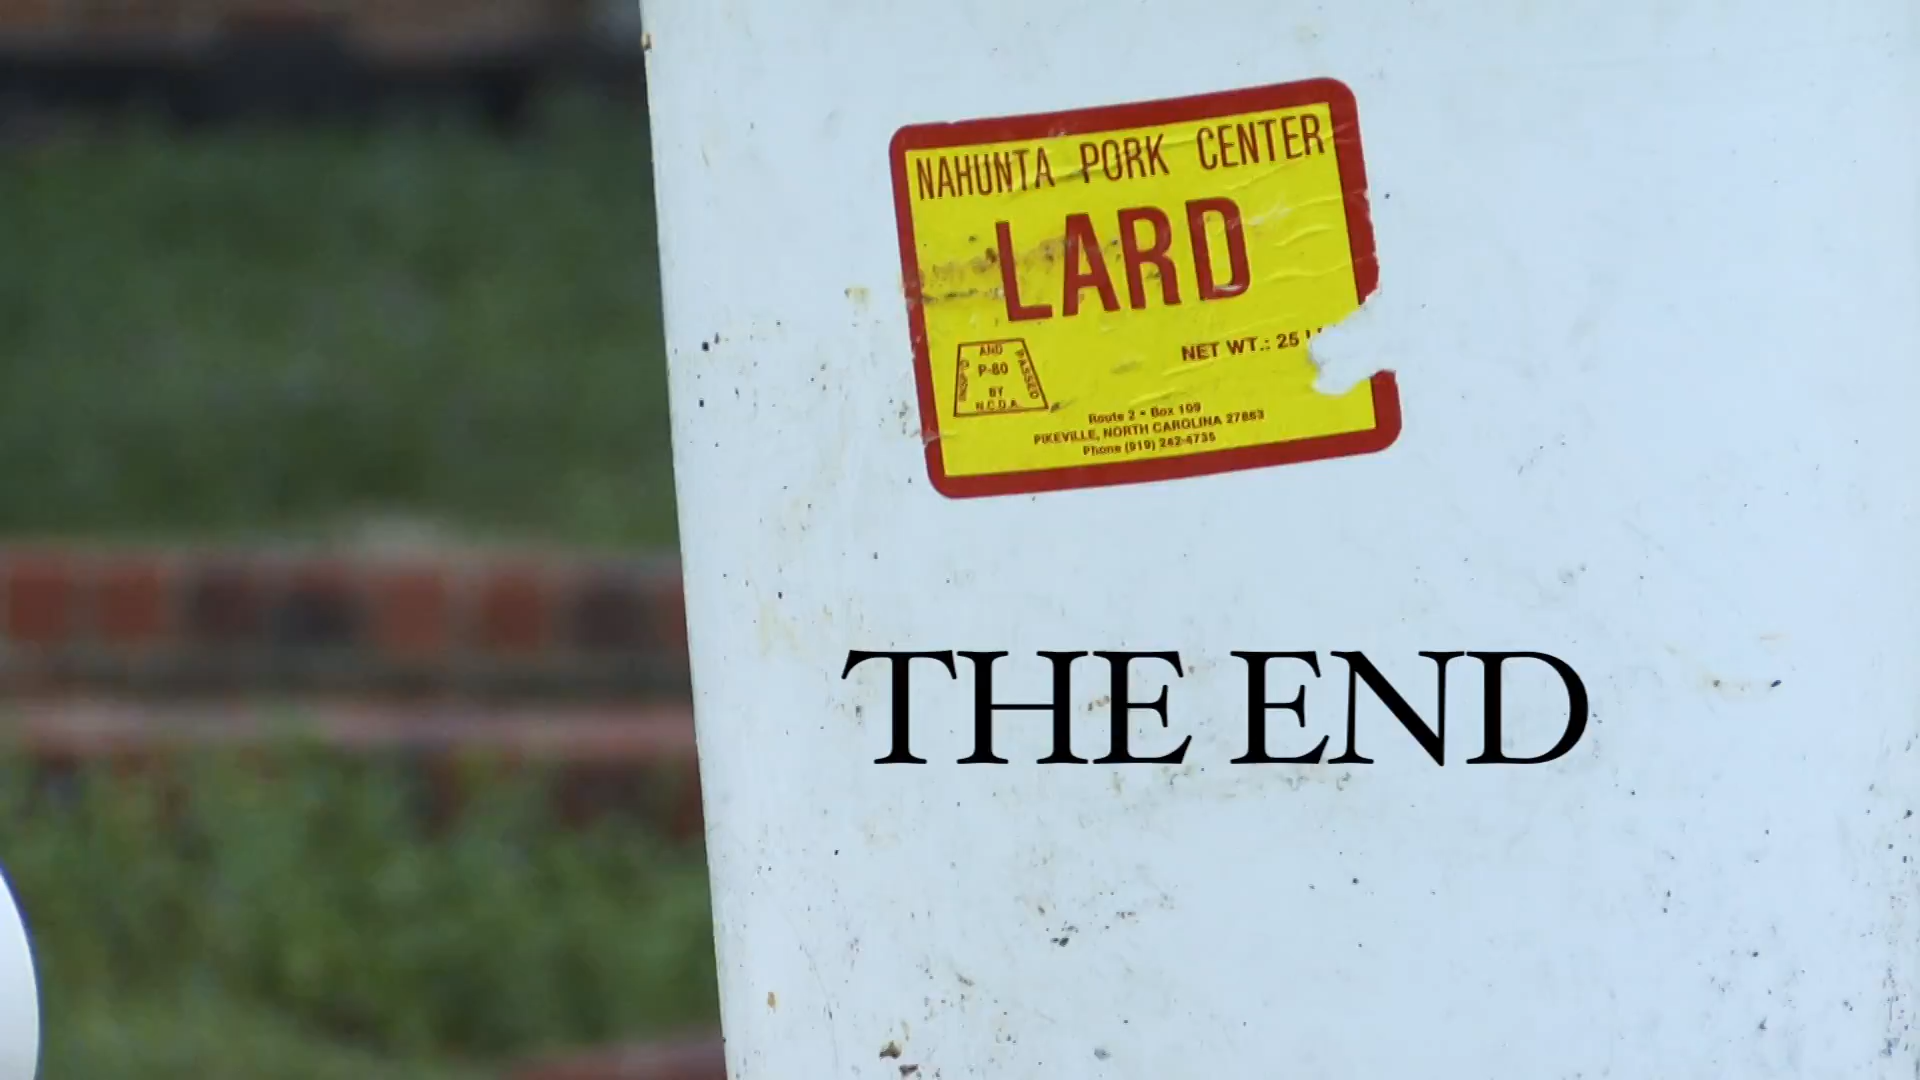 NAHUNTA PORK CENTER
LARD
NET WT.: 25
INSP'D AND PASSED
P-80
BY
N.C.D.A.
Route 2 • Box 109
PIKEVILLE, NORTH CAROLINA 27863
Phone (919) 242-4735
THE END